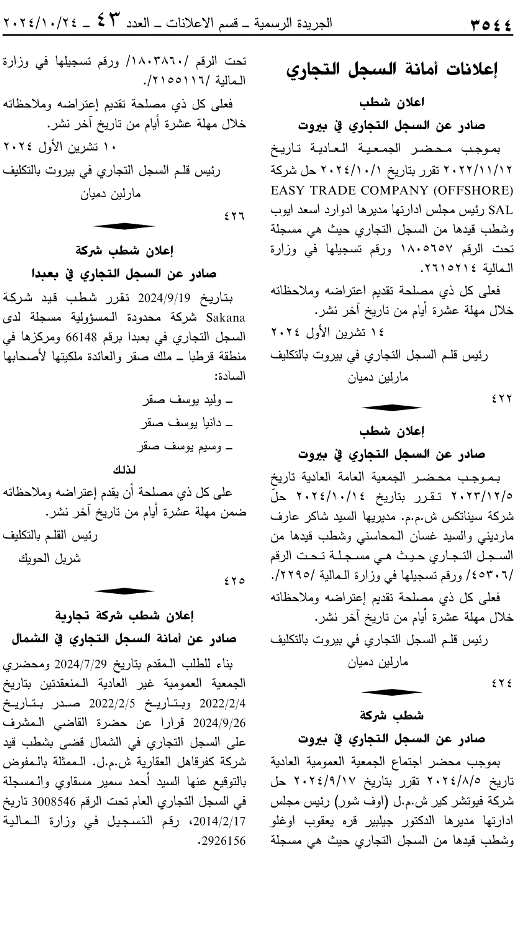 ٣٥٤٤
الجريدة الرسمية – قسم الاعلانات – العدد ٤٣ – ٢٠٢٤/١٠/٢٤
إعلانات أمانة السجل التجاري
اعلان شطب
صادر عن السجل التجاري في بيروت
بموجب محضر الجمعية العادية تاريخ
٢٠٢٢/١١/١٢ تقرر بتاريخ ٢٠٢٤/١٠/١ حل شركة
EASY TRADE COMPANY (OFFSHORE)
SAL رئيس مجلس ادارتها مديرها ادوارد اسعد ايوب
وشطب قيدها من السجل التجاري حيث هي مسجلة
تحت الرقم ١٨٠٥٦٥٧ ورقم تسجيلها في وزارة
المالية ٢٦١٥٢١٤.
فعلى كل ذي مصلحة تقديم اعتراضه وملاحظاته
خلال مهلة عشرة أيام من تاريخ آخر نشر.
١٤ تشرين الأول ٢٠٢٤
رئيس قلم السجل التجاري في بيروت بالتكليف
مارلين دميان
٤٢٢
إعلان شطب
صادر عن السجل التجاري في بيروت
بموجب محضر الجمعية العامة العادية تاريخ
٢٠٢٣/١٢/٥ تقرر بتاريخ ٢٠٢٤/١٠/١٤ حلّ
شركة سيناتكس ش.م.م. مديريها السيد شاكر عارف
مارديني والسيد غسان المحاسني وشطب قيدها من
السجل التجاري حيث هي مسجلة تحت الرقم
/٤٥٣٠٦/ ورقم تسجيلها في وزارة المالية /٢٢٩٥/.
فعلى كل ذي مصلحة تقديم إعتراضه وملاحظاته
خلال مهلة عشرة أيام من تاريخ آخر نشر.
رئيس قلم السجل التجاري في بيروت بالتكليف
مارلين دميان
٤٢٤
شطب شركة
صادر عن السجل التجاري في بيروت
بموجب محضر اجتماع الجمعية العمومية العادية
تاريخ ٢٠٢٤/٨/٥ تقرر بتاريخ ٢٠٢٤/٩/١٧ حل
شركة فيوتشر كير ش.م.ل (اوف شور) رئيس مجلس
ادارتها مديرها الدكتور جيلبير قره يعقوب اوغلو
وشطب قيدها من السجل التجاري حيث هي مسجلة
تحت الرقم /١٨٠٣٨٦٠/ ورقم تسجيلها في وزارة
المالية /٢١٥٥١١٦/.
فعلى كل ذي مصلحة تقديم إعتراضه وملاحظاته
خلال مهلة عشرة أيام من تاريخ آخر نشر.
١٠ تشرين الأول ٢٠٢٤
رئيس قلم السجل التجاري في بيروت بالتكليف
مارلين دميان
٤٢٦
إعلان شطب شركة
صادر عن السجل التجاري في بعبدا
بتاريخ 2024/9/19 تقرر شطب قيد شركة
Sakana شركة محدودة المسؤولية مسجلة لدى
السجل التجاري في بعبدا برقم 66148 ومركزها في
منطقة قرطبا – ملك صقر والعائدة ملكيتها لأصحابها
السادة:
– وليد يوسف صقر
– دانيا يوسف صقر
– وسيم يوسف صقر
لذلك
على كل ذي مصلحة أن يقدم إعتراضه وملاحظاته
ضمن مهلة عشرة أيام من تاريخ آخر نشر.
رئيس القلم بالتكليف
شربل الحويك
٤٢٥
إعلان شطب شركة تجارية
صادر عن أمانة السجل التجاري في الشمال
بناء للطلب المقدم بتاريخ 2024/7/29 ومحضري
الجمعية العمومية غير العادية المنعقدتين بتاريخ
2022/2/4 وبتاريخ 2022/2/5 صدر بتاريخ
2024/9/26 قراراً عن حضرة القاضي المشرف
على السجل التجاري في الشمال قضى بشطب قيد
شركة كفرقاهل العقارية ش.م.ل. الممثلة بالمفوض
بالتوقيع عنها السيد أحمد سمير مسقاوي والمسجلة
في السجل التجاري العام تحت الرقم 3008546 تاريخ
2014/2/17، رقم التسجيل في وزارة المالية
2926156.